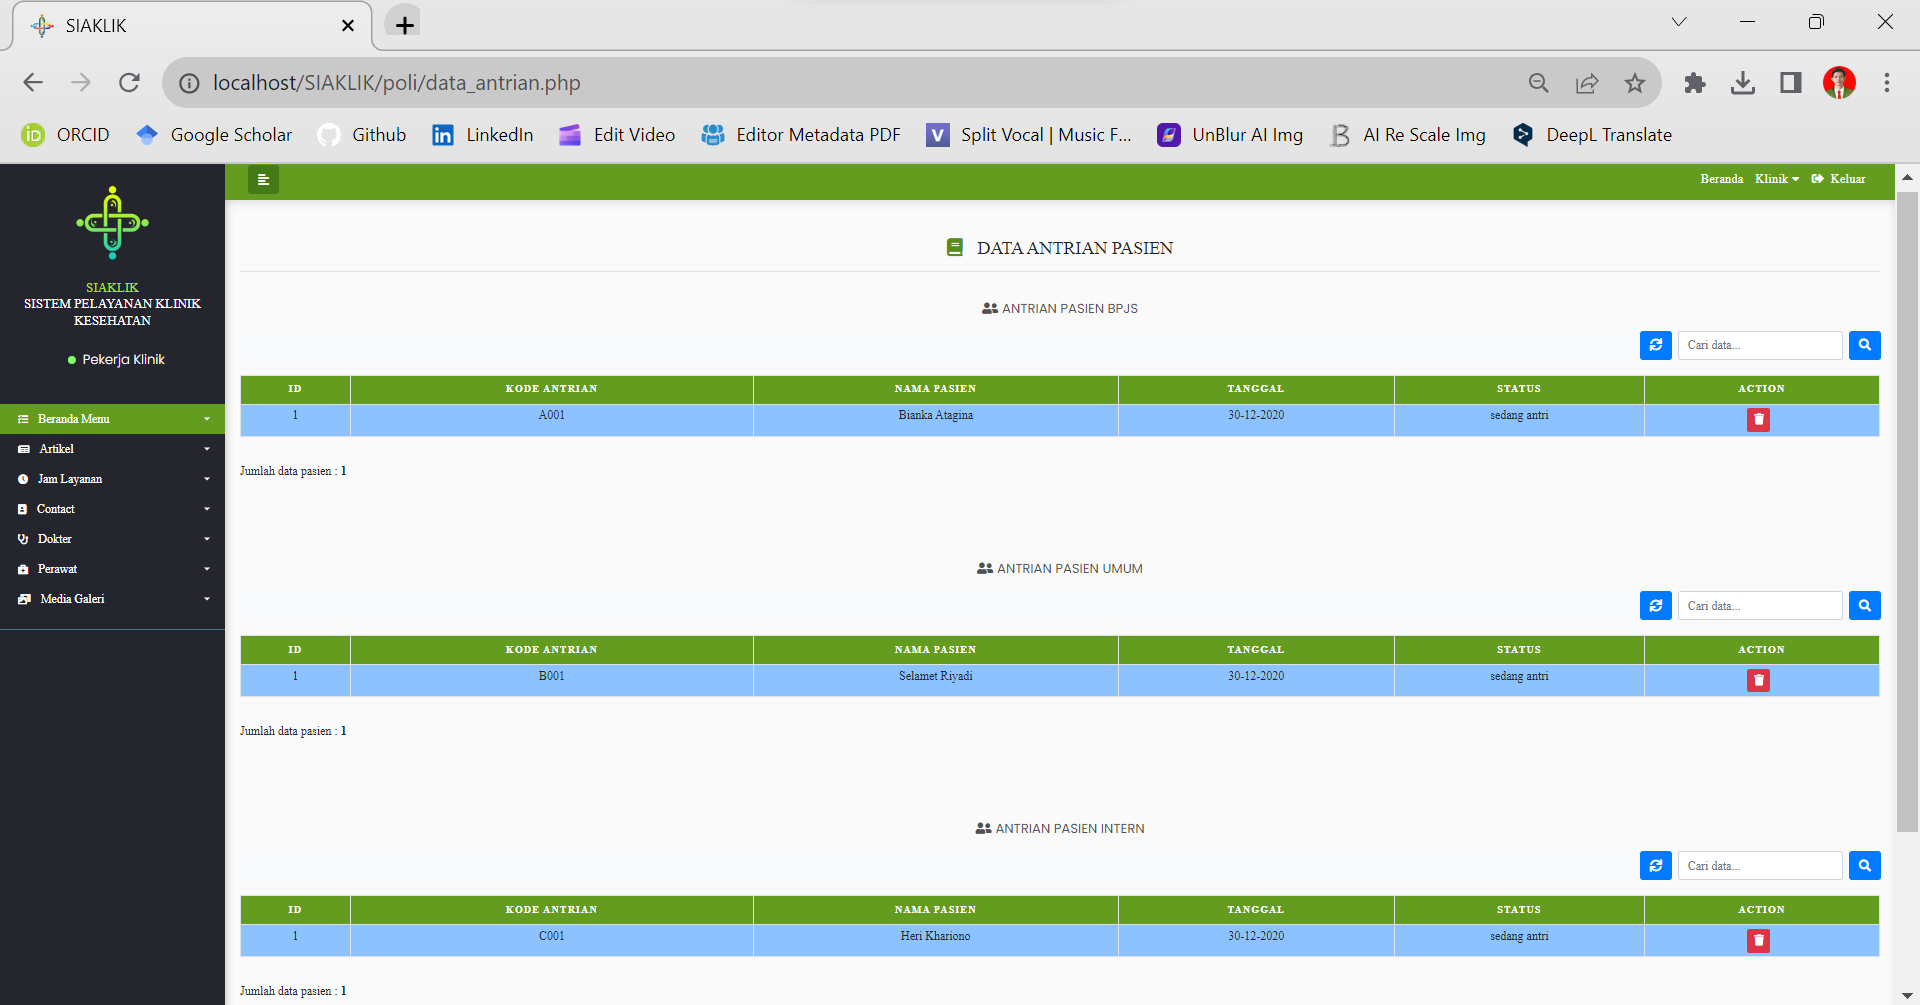 SIAKLIK
localhost/SIAKLIK/poli/data_antrian.php
ORCID Google Scholar Github LinkedIn Edit Video Editor Metadata PDF Split Vocal | Music F... UnBlur AI Img AI Re Scale Img DeepL Translate
Beranda Klinik Keluar
SIAKLIK
SISTEM PELAYANAN KLINIK
KESEHATAN
Pekerja Klinik
Beranda Menu
Artikel
Jam Layanan
Contact
Dokter
Perawat
Media Galeri
DATA ANTRIAN PASIEN
ANTRIAN PASIEN BPJS
Cari data...
ID KODE ANTRIAN NAMA PASIEN TANGGAL STATUS ACTION
1 A001 Bianka Atagina 30-12-2020 sedang antri
Jumlah data pasien : 1
ANTRIAN PASIEN UMUM
Cari data...
ID KODE ANTRIAN NAMA PASIEN TANGGAL STATUS ACTION
1 B001 Selamet Riyadi 30-12-2020 sedang antri
Jumlah data pasien : 1
ANTRIAN PASIEN INTERN
Cari data...
ID KODE ANTRIAN NAMA PASIEN TANGGAL STATUS ACTION
1 C001 Heri Khariono 30-12-2020 sedang antri
Jumlah data pasien : 1